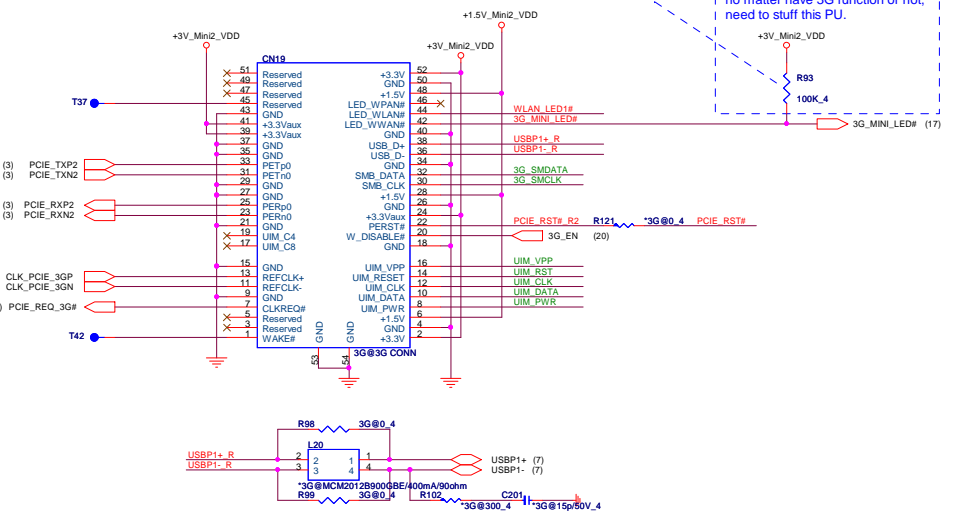 no matter have 3G function or not,
need to stuff this PU.
+1.5V_Mini2_VDD
+3V_Mini2_VDD
+3V_Mini2_VDD
+3V_Mini2_VDD
CN19
R93
100K_4
3G_MINI_LED# (17)
T37
51 Reserved +3.3V 52
49 Reserved GND 50
47 Reserved +1.5V 48
45 Reserved LED_WPAN# 46
43 GND LED_WLAN# 44 WLAN_LED1#
41 +3.3Vaux LED_WWAN# 42 3G_MINI_LED#
39 +3.3Vaux GND 40
37 GND USB_D+ 38 USBP1+_R
35 GND USB_D- 36 USBP1-_R
(3) PCIE_TXP2 33 PETp0 GND 34
(3) PCIE_TXN2 31 PETn0 SMB_DATA 32 3G_SMDATA
29 GND SMB_CLK 30 3G_SMCLK
27 GND +1.5V 28
(3) PCIE_RXP2 25 PERp0 GND 26
(3) PCIE_RXN2 23 PERn0 +3.3Vaux 24
21 GND PERST# 22 PCIE_RST#_R2 R121 *3G@0_4 PCIE_RST#
19 UIM_C4 W_DISABLE# 20 3G_EN (20)
17 UIM_C8 GND 18
15 GND UIM_VPP 16 UIM_VPP
CLK_PCIE_3GP 13 REFCLK+ UIM_RESET 14 UIM_RST
CLK_PCIE_3GN 11 REFCLK- UIM_CLK 12 UIM_CLK
9 GND UIM_DATA 10 UIM_DATA
) PCIE_REQ_3G# 7 CLKREQ# UIM_PWR 8 UIM_PWR
5 Reserved +1.5V 6
3 Reserved GND 4
T42 1 WAKE# +3.3V 2
GND GND
53 54
3G@3G CONN
R98 3G@0_4
L20
USBP1+_R 2 2 1 1 USBP1+ (7)
USBP1-_R 3 3 4 4 USBP1- (7)
*3G@MCM2012B900GBE/400mA/90ohm
R99 3G@0_4 R102 *3G@300_4 C201 *3G@15p/50V_4